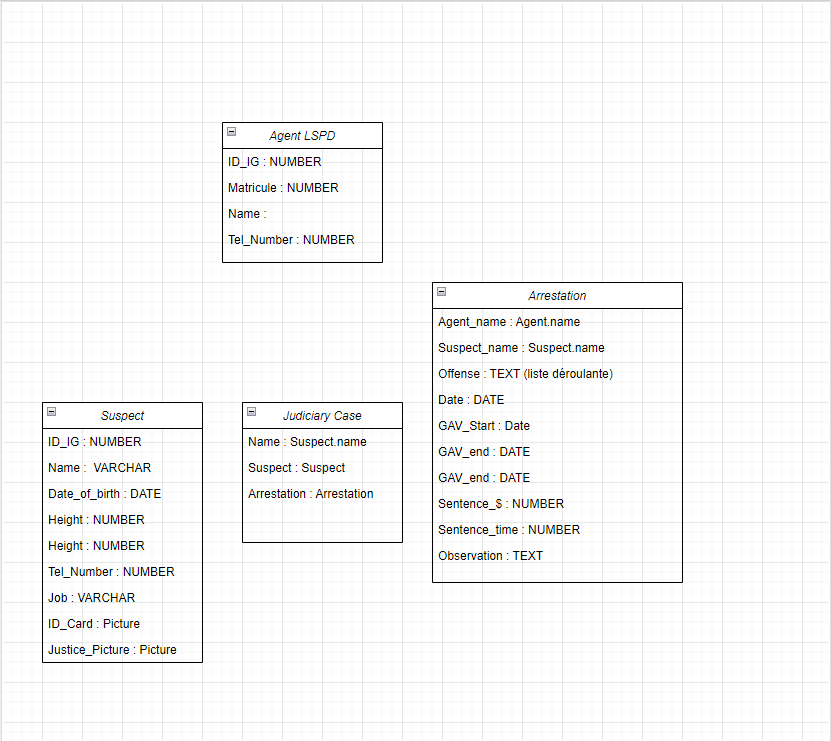 Agent LSPD
ID_IG : NUMBER
Matricule : NUMBER
Name :
Tel_Number : NUMBER
Arrestation
Agent_name : Agent.name
Suspect_name : Suspect.name
Offense : TEXT (liste déroulante)
Date : DATE
GAV_Start : Date
GAV_end : DATE
GAV_end : DATE
Sentence_$ : NUMBER
Sentence_time : NUMBER
Observation : TEXT
Suspect
ID_IG : NUMBER
Name :  VARCHAR
Date_of_birth : DATE
Height : NUMBER
Height : NUMBER
Tel_Number : NUMBER
Job : VARCHAR
ID_Card : Picture
Justice_Picture : Picture
Judiciary Case
Name : Suspect.name
Suspect : Suspect
Arrestation : Arrestation